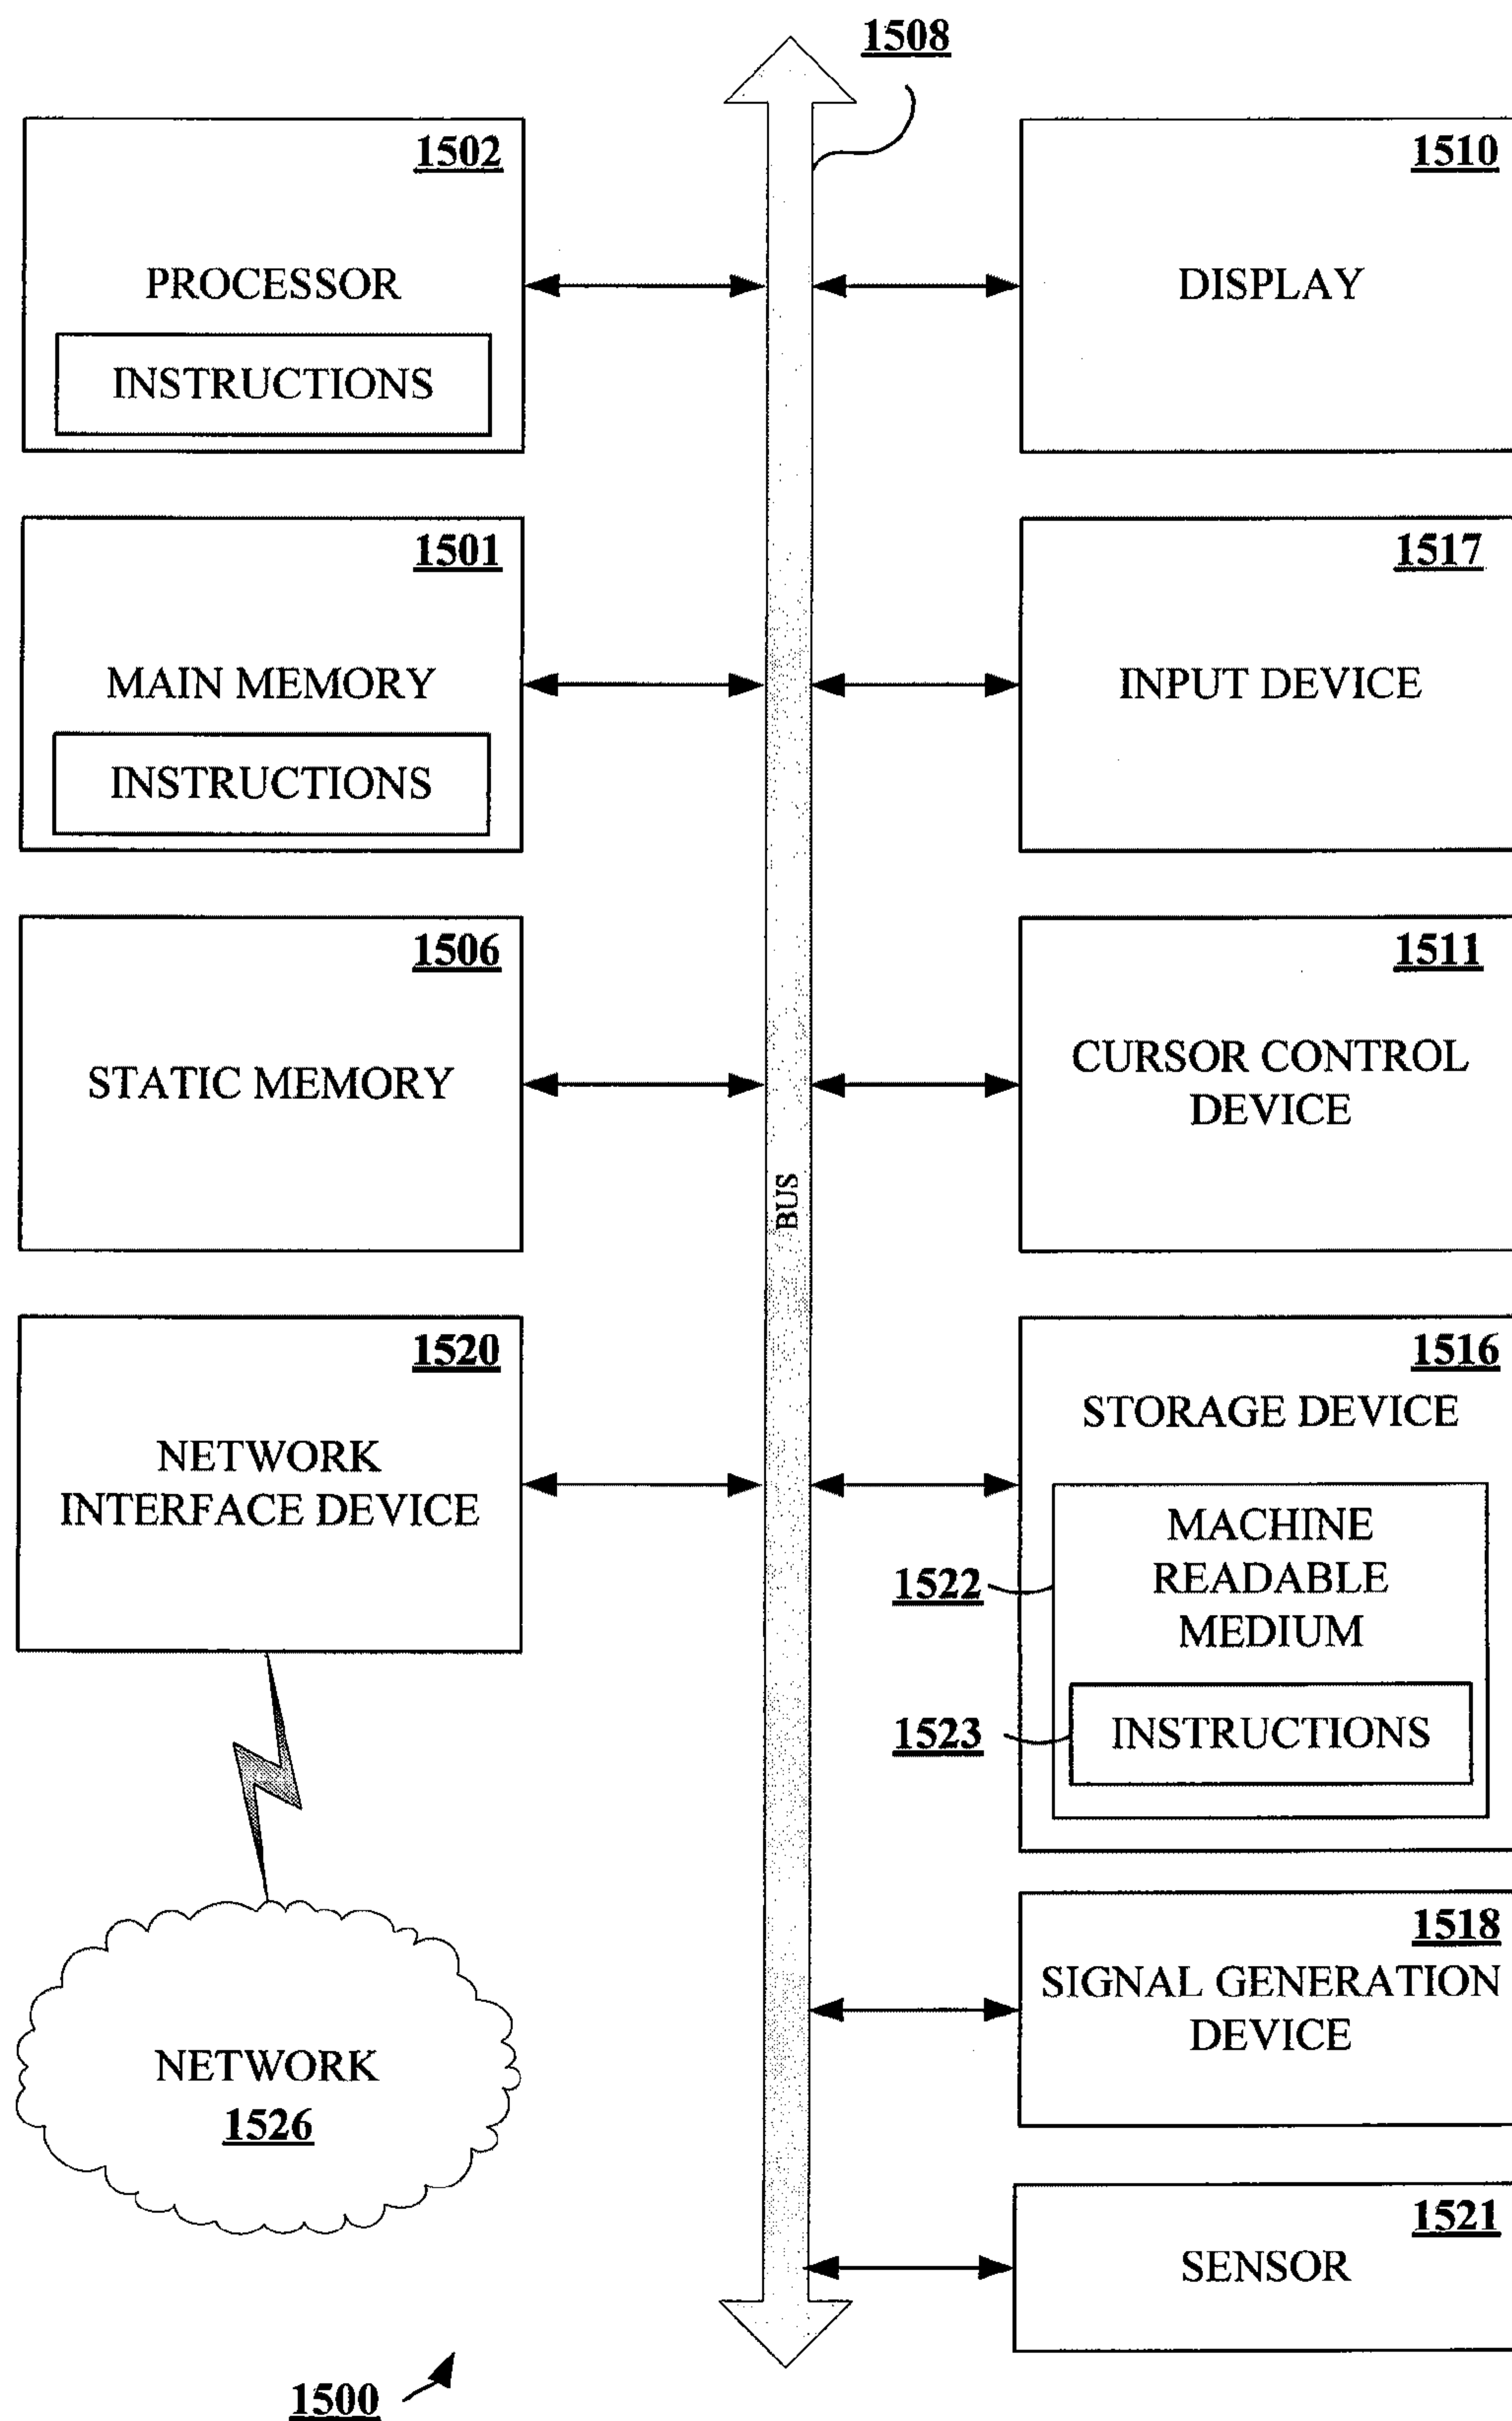 1508
1502
PROCESSOR
INSTRUCTIONS
1510
DISPLAY
1501
MAIN MEMORY
INSTRUCTIONS
1517
INPUT DEVICE
1506
STATIC MEMORY
1511
CURSOR CONTROL
DEVICE
BUS
1520
NETWORK
INTERFACE DEVICE
1516
STORAGE DEVICE
MACHINE
READABLE
MEDIUM
1522
INSTRUCTIONS
1523
1518
SIGNAL GENERATION
DEVICE
NETWORK
1526
1521
SENSOR
1500